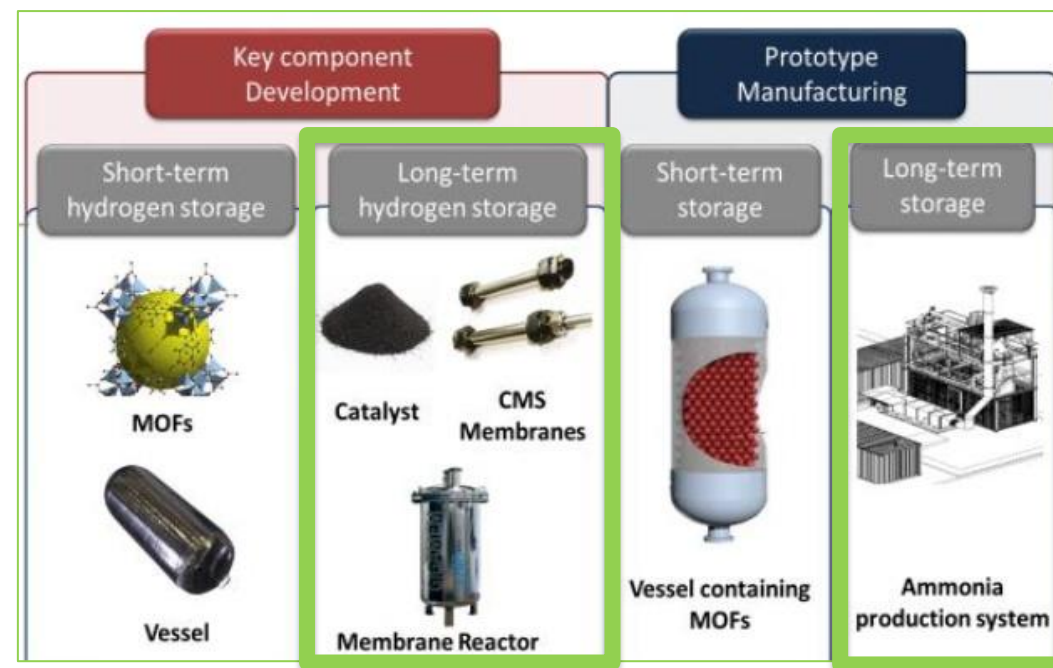 Key component
Development
Prototype
Manufacturing
Short-term
hydrogen storage
Long-term
hydrogen storage
Short-term
storage
Long-term
storage
MOFs
Vessel
Catalyst
CMS
Membranes
Membrane Reactor
Vessel containing
MOFs
Ammonia
production system